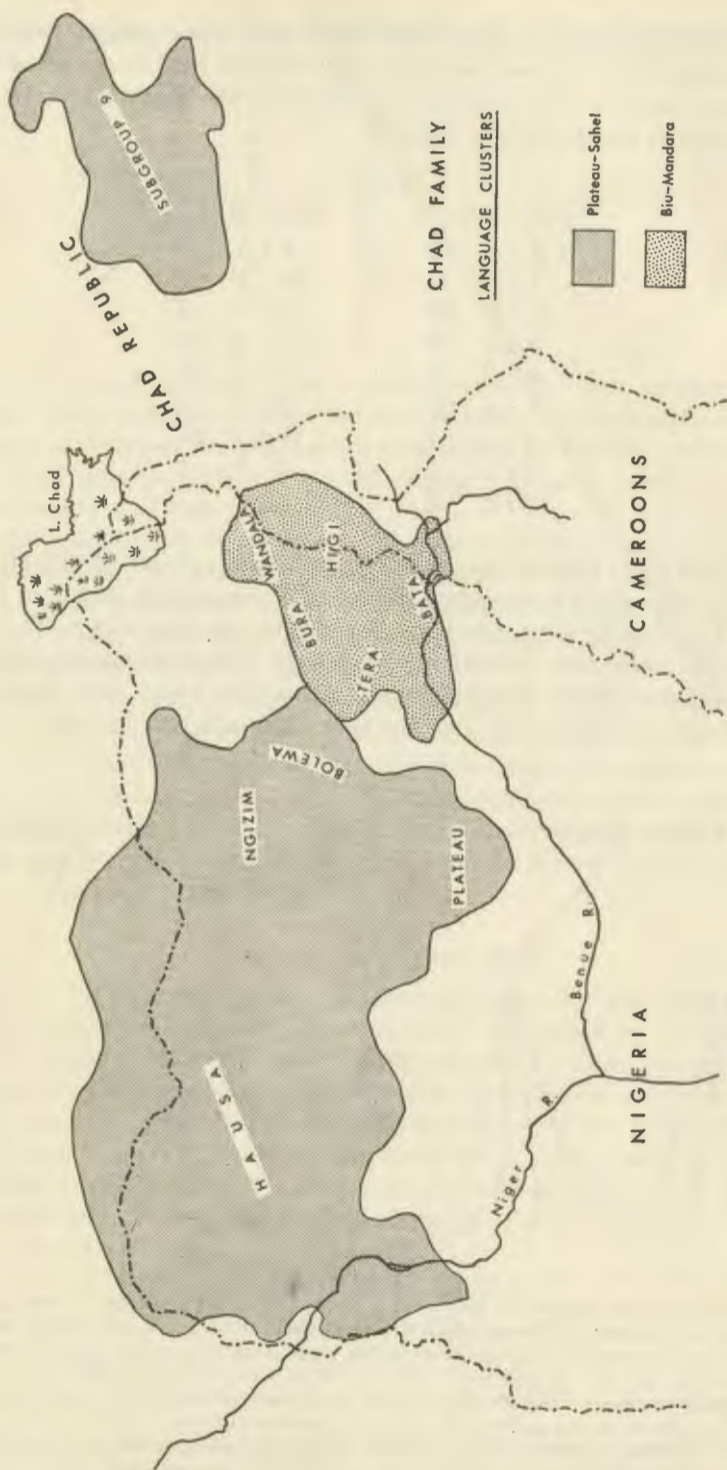 SUBGROUP 9
CHAD REPUBLIC
L. Chad
WANDALA
HIGI
BURA
BATA
TERA
BOLEWA
NGIZIM
PLATEAU
HAUSA
Benue R.
Niger R.
NIGERIA
CAMEROONS
CHAD FAMILY
LANGUAGE CLUSTERS
Plateau-Sahel
Biu-Mandara